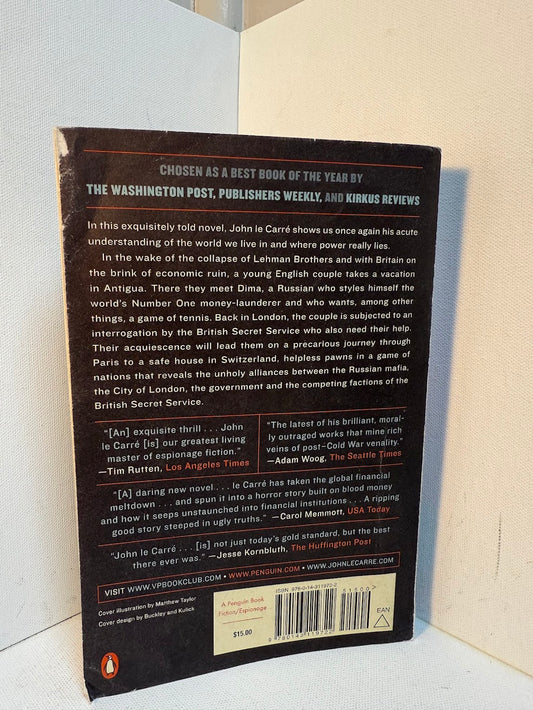 CHOSEN AS A BEST BOOK OF THE YEAR BY
THE WASHINGTON POST, PUBLISHERS WEEKLY, AND KIRKUS REVIEWS
In this exquisitely told novel, John le Carré shows us once again his acute
understanding of the world we live in and where power really lies.
In the wake of the collapse of Lehman Brothers and with Britain on
the brink of economic ruin, a young English couple takes a vacation
in Antigua. There they meet Dima, a Russian who styles himself the
world's Number One money-launderer and who wants, among other
things, a game of tennis. Back in London, the couple is subjected to an
interrogation by the British Secret Service who also need their help.
Their acquiescence will lead them on a precarious journey through
Paris to a safe house in Switzerland, helpless pawns in a game of
nations that reveals the unholy alliances between the Russian mafia,
the City of London, the government and the competing factions of the
British Secret Service.
"[An] exquisite thrill . . . John
le Carré [is] our greatest living
master of espionage fiction."
—Tim Rutten, Los Angeles Times
"The latest of his brilliant, moral-
ly outraged works that mine rich
veins of post–Cold War venality."
—Adam Woog, The Seattle Times
"[A] daring new novel . . . le Carré has taken the global financial
meltdown . . . and spun it into a horror story built on blood money
and how it seeps unstaunched into financial institutions . . . A ripping
good story steeped in ugly truths." —Carol Memmott, USA Today
"John le Carré . . . [is] not just today's gold standard, but the best
there ever was." —Jesse Kornbluth, The Huffington Post
VISIT WWW.VPBOOKCLUB.COM • WWW.PENGUIN.COM • WWW.JOHNLECARRE.COM
Cover illustration by Matthew Taylor
Cover design by Buckley and Kulick
A Penguin Book
Fiction/Espionage
$15.00
ISBN 978-0-14-311972-2
51500
9 780143 119722
EAN